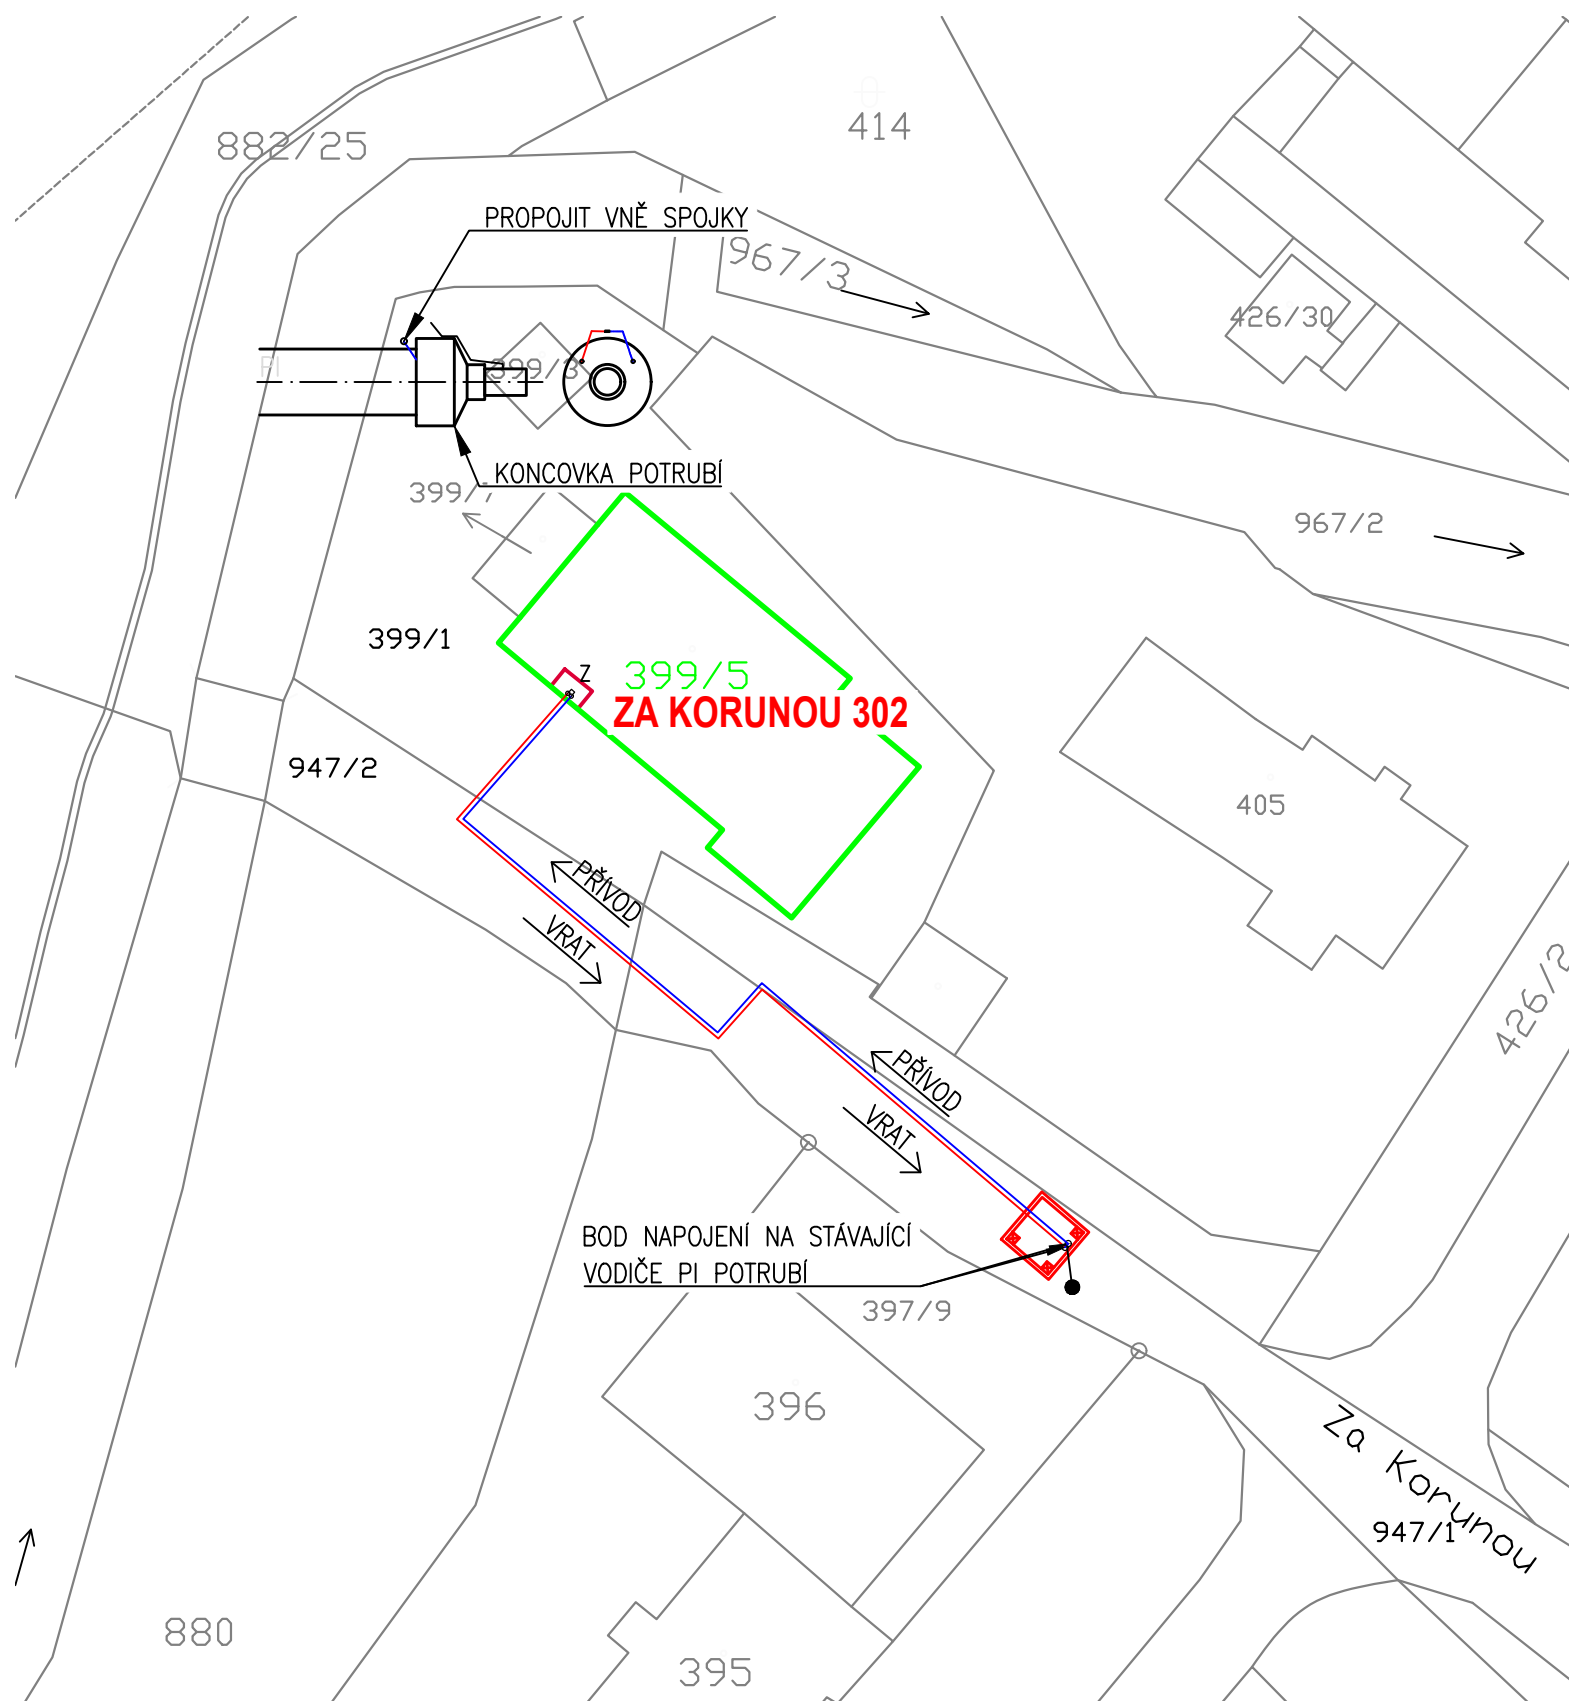 882/25
414
PROPOJIT VNĚ SPOJKY
967/3
426/30
PI
399/3
KONCOVKA POTRUBÍ
399/
967/2
399/1
Z
399/5
ZA KORUNOU 302
947/2
405
PŘÍVOD
VRAT
426/2
PŘÍVOD
VRAT
BOD NAPOJENÍ NA STÁVAJÍCÍ
VODIČE PI POTRUBÍ
397/9
396
Za Korunou
947/1
880
395